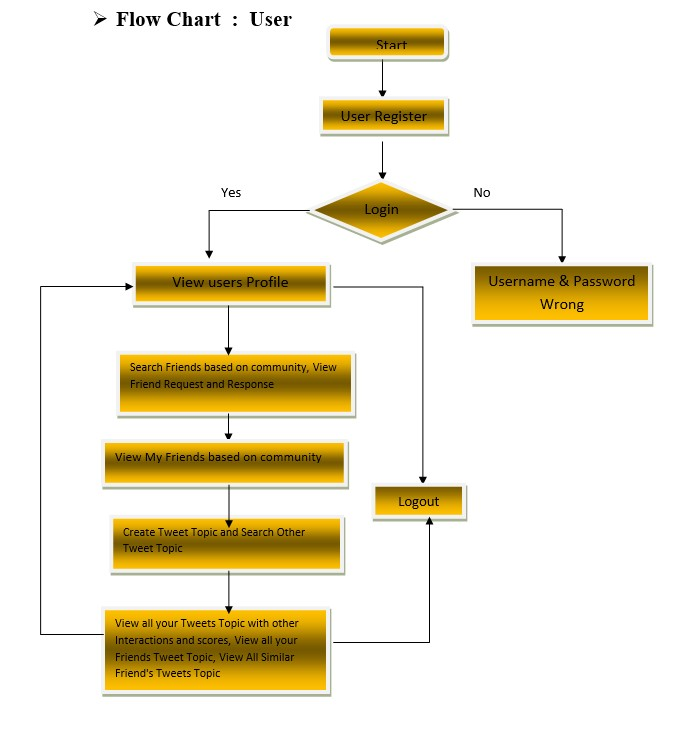 ➢ Flow Chart : User
Start
User Register
Login
Yes
No
View users Profile
Username & Password
Wrong
Search Friends based on community, View
Friend Request and Response
View My Friends based on community
Logout
Create Tweet Topic and Search Other
Tweet Topic
View all your Tweets Topic with other
Interactions and scores, View all your
Friends Tweet Topic, View All Similar
Friend's Tweets Topic